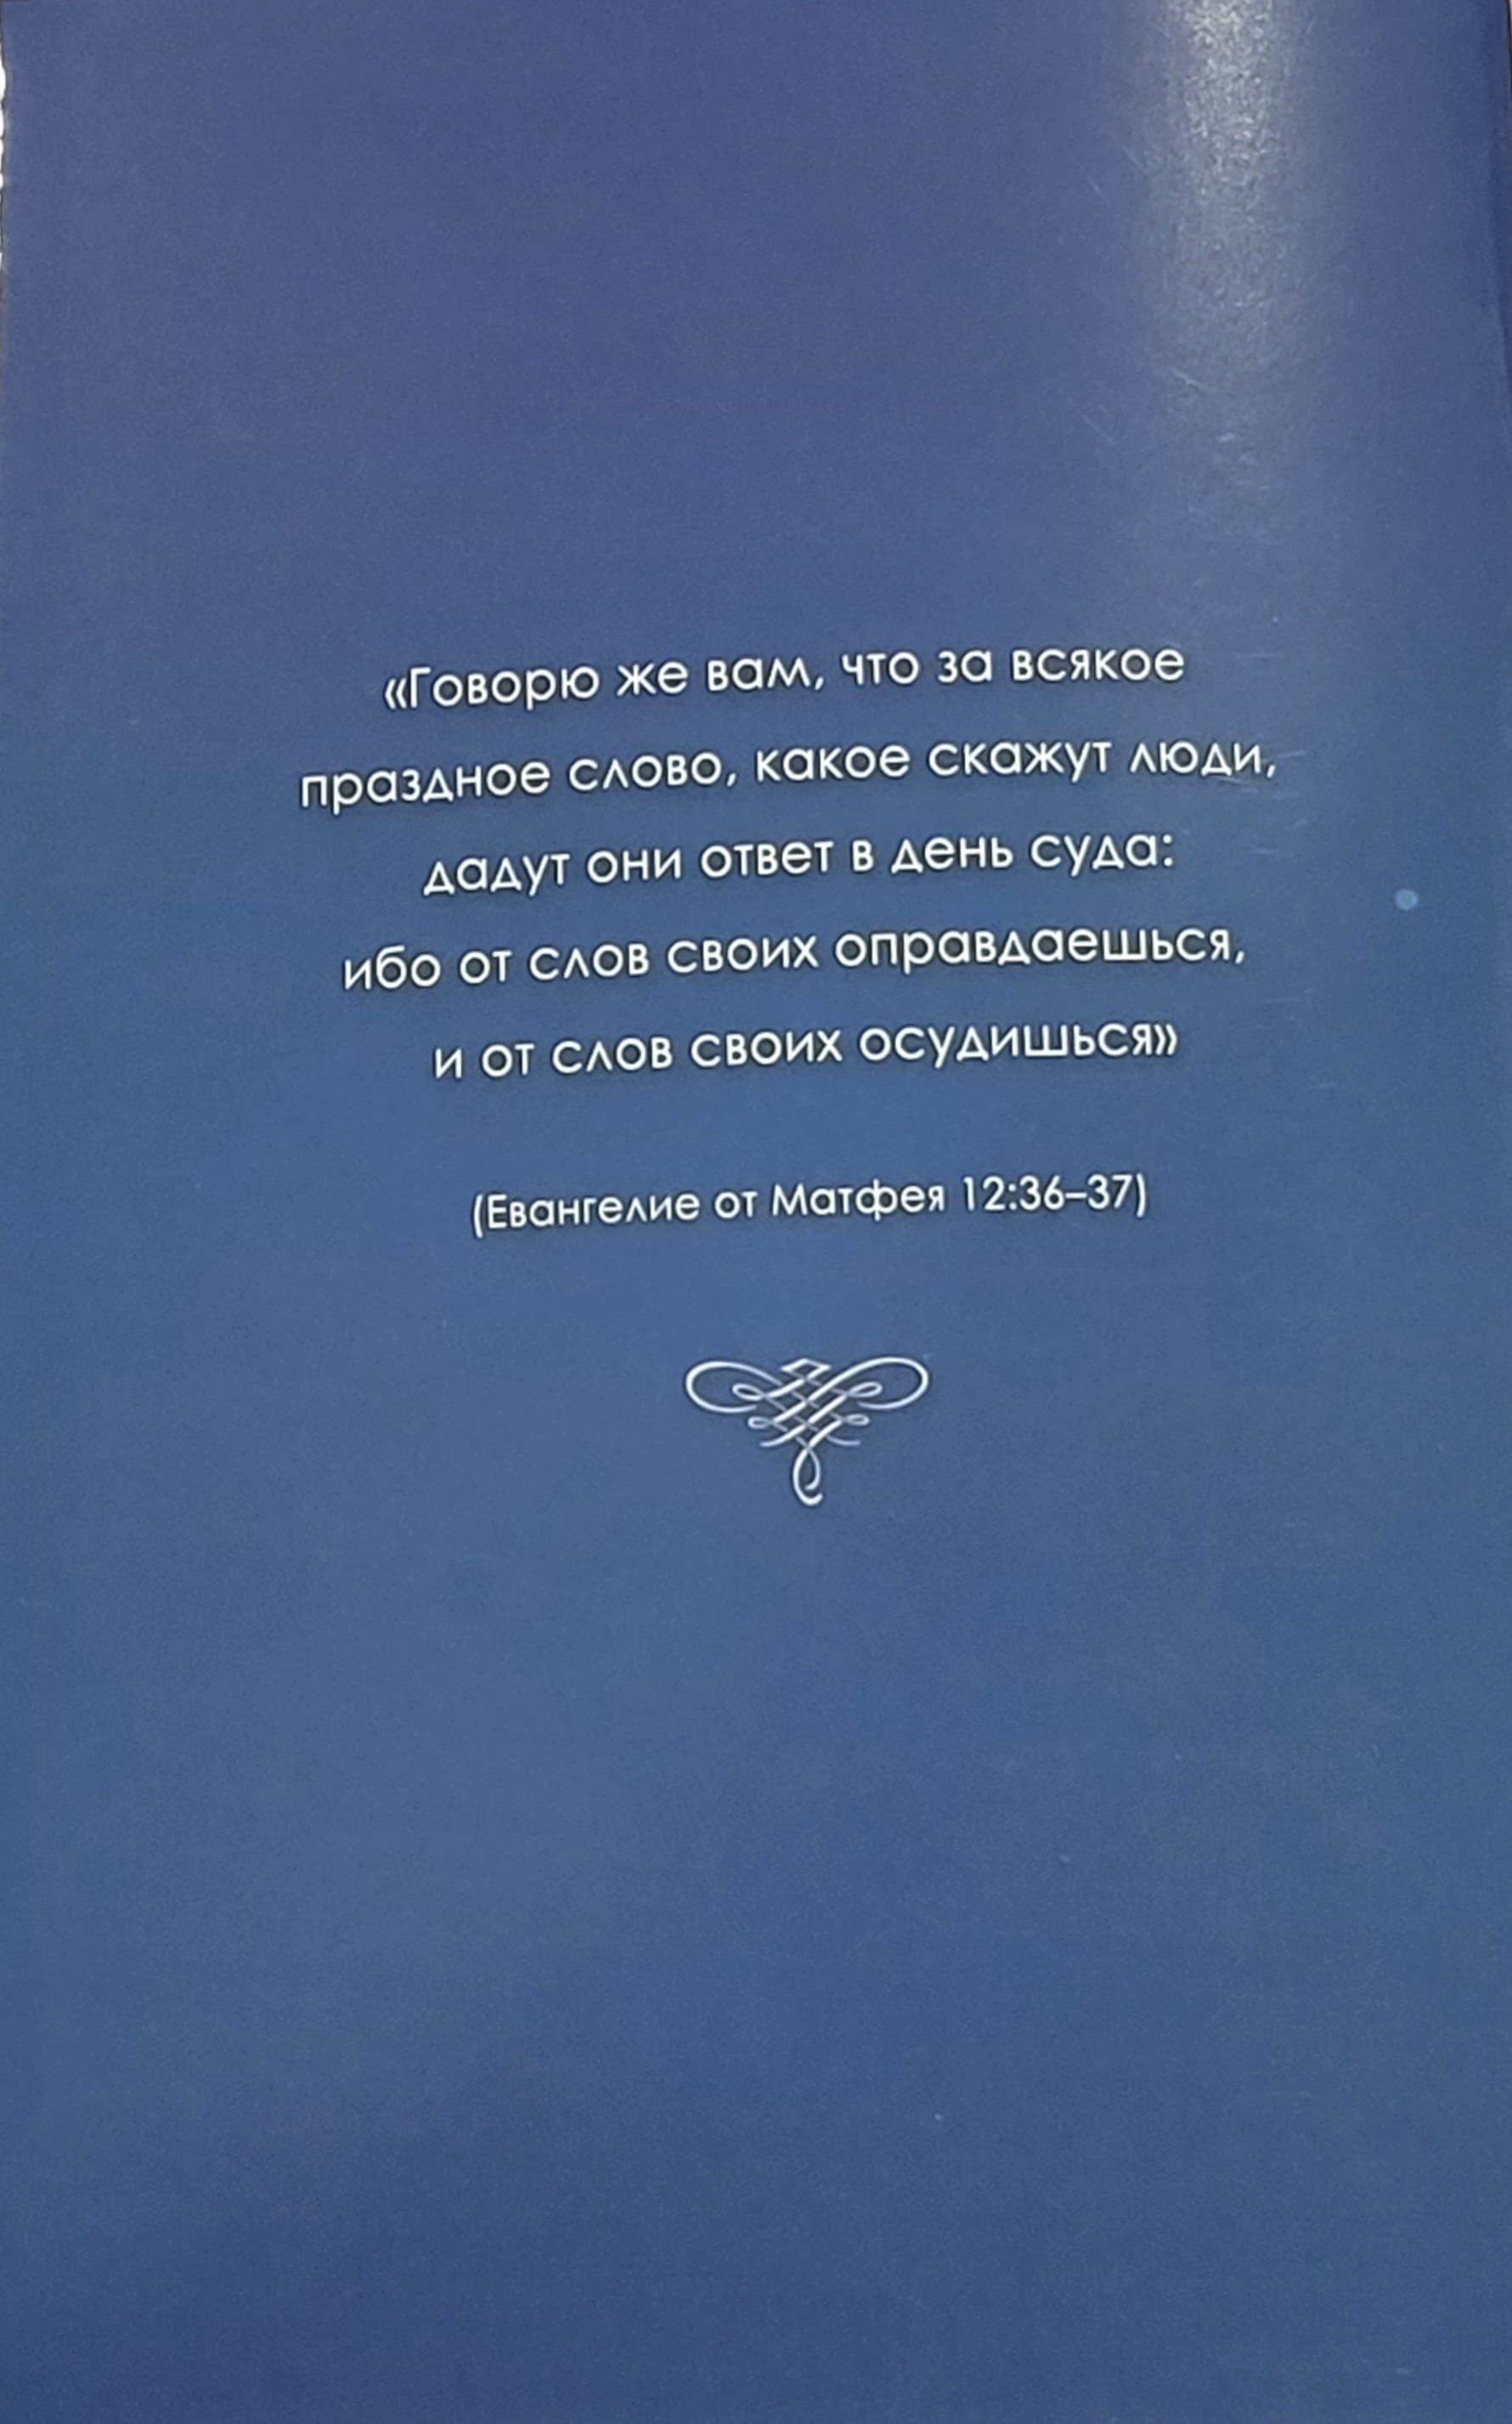 «Говорю же вам, что за всякое
праздное слово, какое скажут люди,
дадут они ответ в день суда:
ибо от слов своих оправдаешься,
и от слов своих осудишься»
(Евангелие от Матфея 12:36–37)